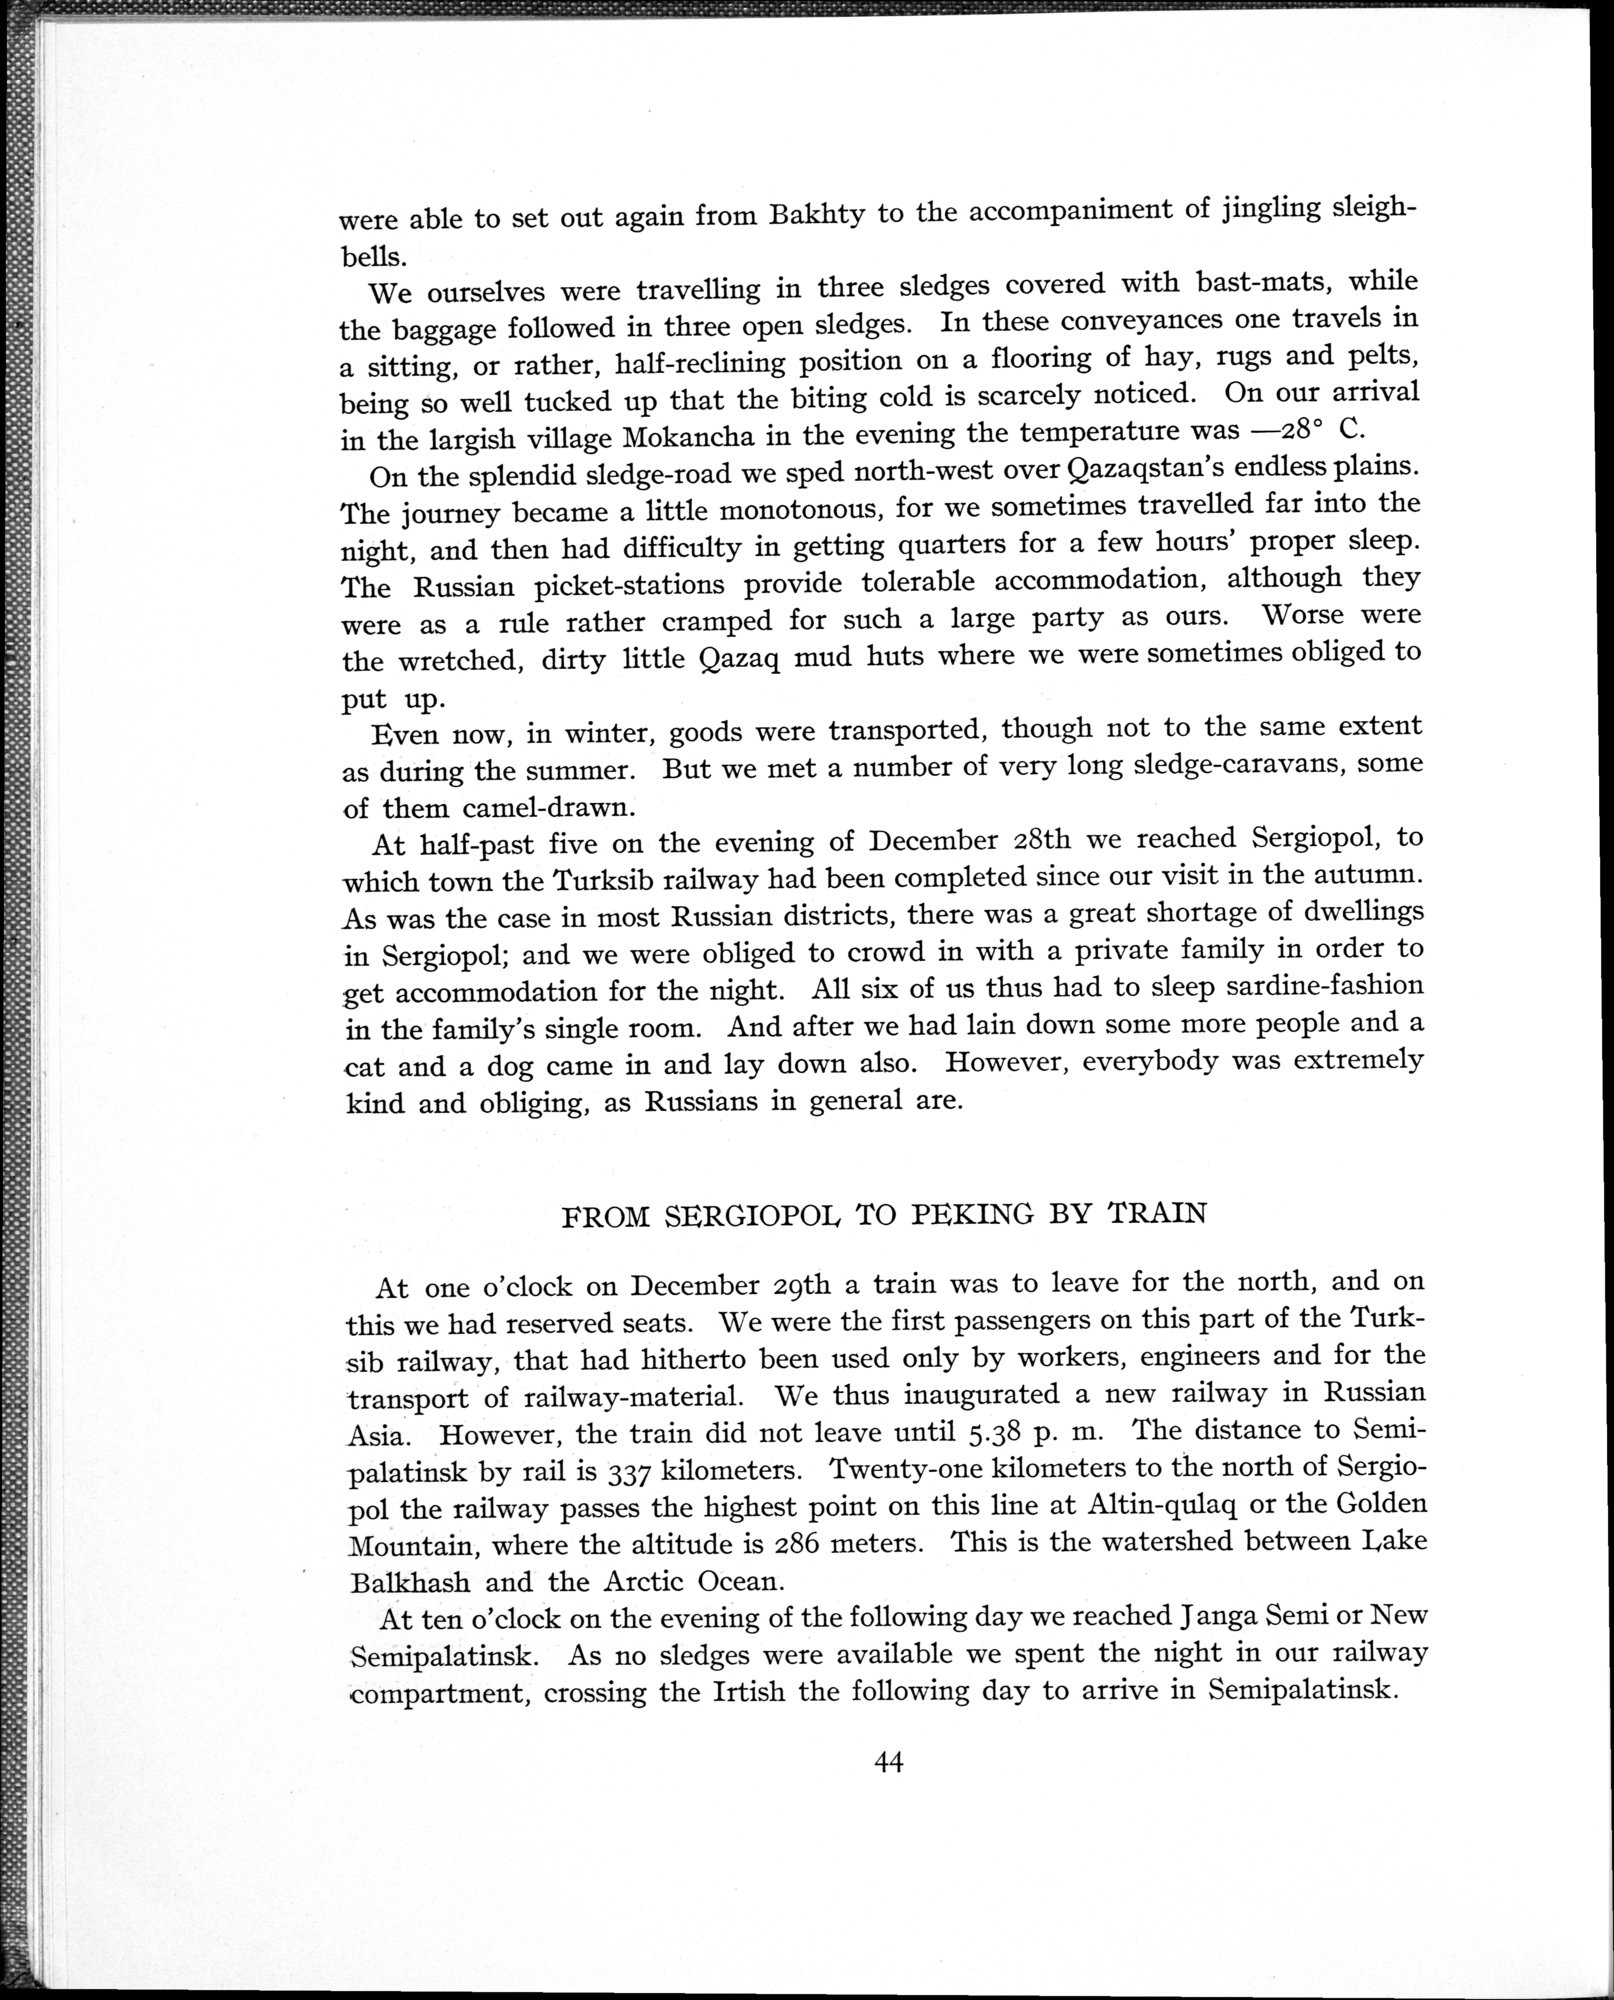 were able to set out again from Bakhty to the accompaniment of jingling sleigh-
bells.
We ourselves were travelling in three sledges covered with bast-mats, while
the baggage followed in three open sledges. In these conveyances one travels in
a sitting, or rather, half-reclining position on a flooring of hay, rugs and pelts,
being so well tucked up that the biting cold is scarcely noticed. On our arrival
in the largish village Mokancha in the evening the temperature was —28° C.
On the splendid sledge-road we sped north-west over Qazaqstan's endless plains.
The journey became a little monotonous, for we sometimes travelled far into the
night, and then had difficulty in getting quarters for a few hours' proper sleep.
The Russian picket-stations provide tolerable accommodation, although they
were as a rule rather cramped for such a large party as ours. Worse were
the wretched, dirty little Qazaq mud huts where we were sometimes obliged to
put up.
Even now, in winter, goods were transported, though not to the same extent
as during the summer. But we met a number of very long sledge-caravans, some
of them camel-drawn.
At half-past five on the evening of December 28th we reached Sergiopol, to
which town the Turksib railway had been completed since our visit in the autumn.
As was the case in most Russian districts, there was a great shortage of dwellings
in Sergiopol; and we were obliged to crowd in with a private family in order to
get accommodation for the night. All six of us thus had to sleep sardine-fashion
in the family's single room. And after we had lain down some more people and a
cat and a dog came in and lay down also. However, everybody was extremely
kind and obliging, as Russians in general are.
FROM SERGIOPOL TO PEKING BY TRAIN
At one o'clock on December 29th a train was to leave for the north, and on
this we had reserved seats. We were the first passengers on this part of the Turk-
sib railway, that had hitherto been used only by workers, engineers and for the
transport of railway-material. We thus inaugurated a new railway in Russian
Asia. However, the train did not leave until 5.38 p. m. The distance to Semi-
palatinsk by rail is 337 kilometers. Twenty-one kilometers to the north of Sergio-
pol the railway passes the highest point on this line at Altin-qulaq or the Golden
Mountain, where the altitude is 286 meters. This is the watershed between Lake
Balkhash and the Arctic Ocean.
At ten o'clock on the evening of the following day we reached Janga Semi or New
Semipalatinsk. As no sledges were available we spent the night in our railway
compartment, crossing the Irtish the following day to arrive in Semipalatinsk.
44